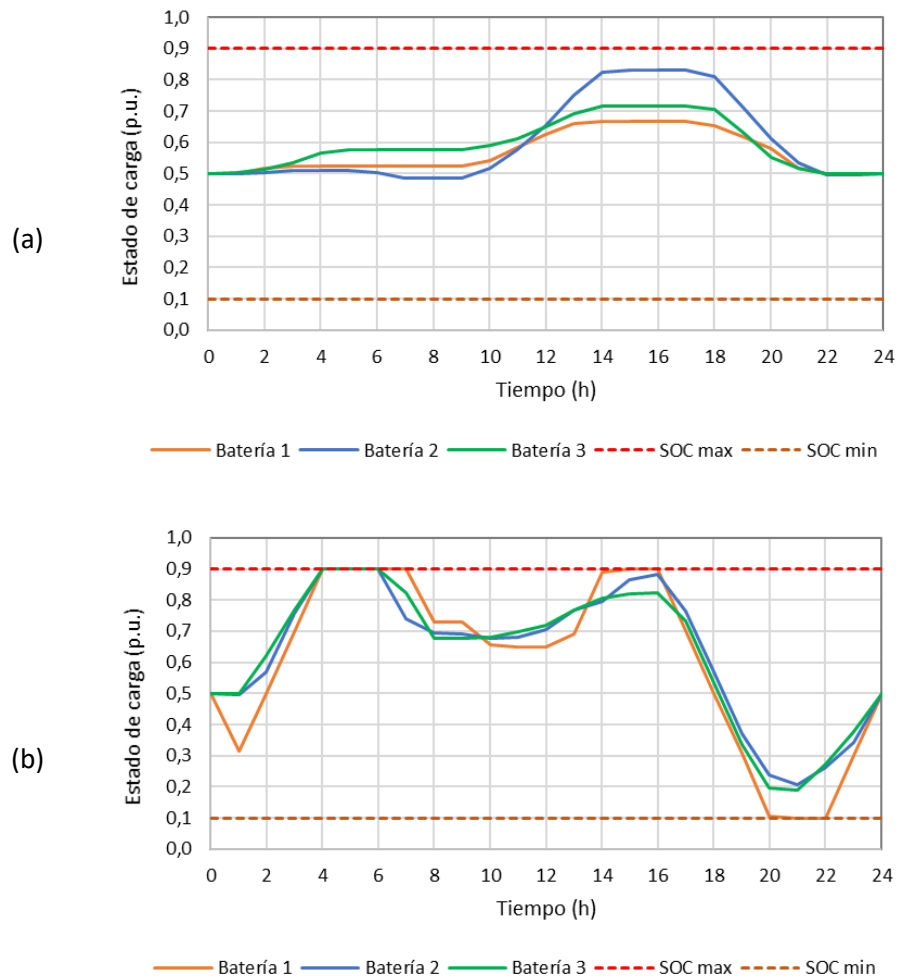 (a)
Estado de carga (p.u.)
1,0
0,9
0,8
0,7
0,6
0,5
0,4
0,3
0,2
0,1
0,0
0 2 4 6 8 10 12 14 16 18 20 22 24
Tiempo (h)
Batería 1 Batería 2 Batería 3 SOC max SOC min
(b)
Estado de carga (p.u.)
1,0
0,9
0,8
0,7
0,6
0,5
0,4
0,3
0,2
0,1
0,0
0 2 4 6 8 10 12 14 16 18 20 22 24
Tiempo (h)
Batería 1 Batería 2 Batería 3 SOC max SOC min